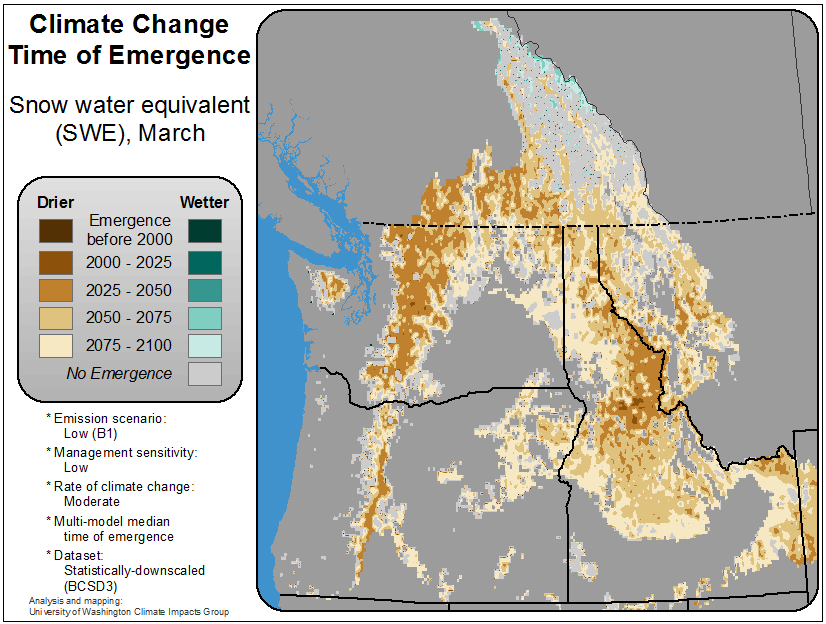 Climate Change
Time of Emergence
Snow water equivalent
(SWE), March
Drier
Wetter
Emergence
before 2000
2000 - 2025
2025 - 2050
2050 - 2075
2075 - 2100
No Emergence
* Emission scenario:
Low (B1)
* Management sensitivity:
Low
* Rate of climate change:
Moderate
* Multi-model median
time of emergence
* Dataset:
Statistically-downscaled
(BCSD3)
Analysis and mapping:
University of Washington Climate Impacts Group